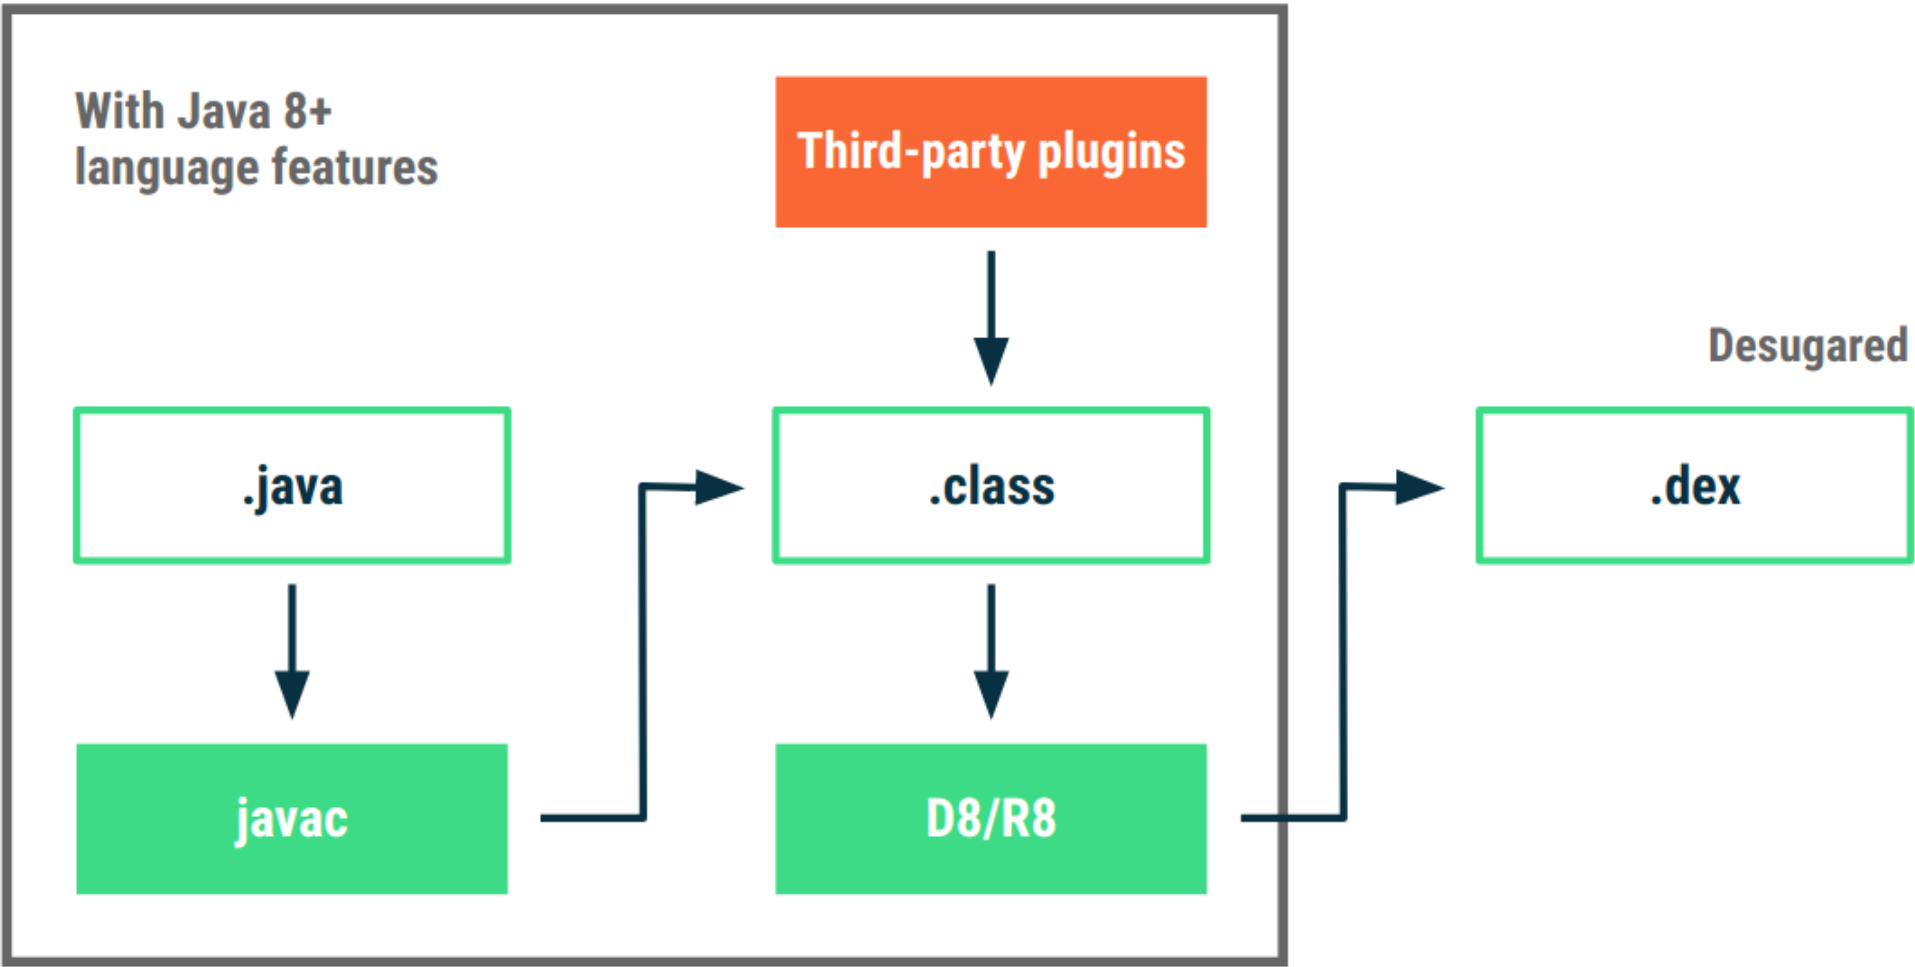 With Java 8+
language features
Third-party plugins
Desugared
.java
.class
.dex
javac
D8/R8